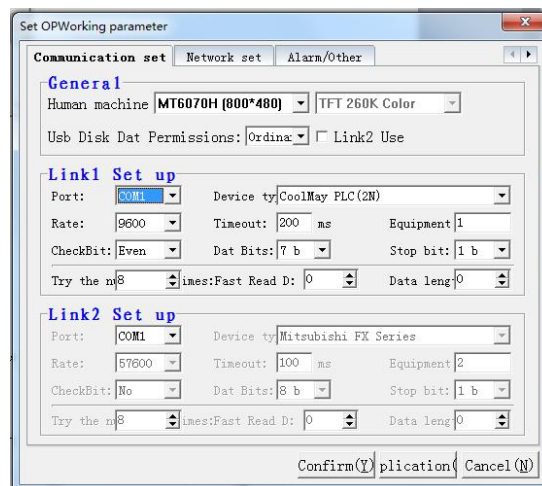 Set OPWorking parameter
Communication set Network set Alarm/Other
General
Human machine MT6070H (800*480) TFT 260K Color
Usb Disk Dat Permissions: Ordina: Link2 Use
Link1 Set up
Port: COM1 Device ty CoolMay PLC(2N)
Rate: 9600 Timeout: 200 ms Equipment 1
CheckBit: Even Dat Bits: 7 b Stop bit: 1 b
Try the n 8 imes:Fast Read D: 0 Data leng 0
Link2 Set up
Port: COM1 Device ty Mitsubishi FX Series
Rate: 57600 Timeout: 100 ms Equipment 2
CheckBit: No Dat Bits: 8 b Stop bit: 1 b
Try the n 8 imes:Fast Read D: 0 Data leng 0
Confirm(Y) plication( Cancel(N)